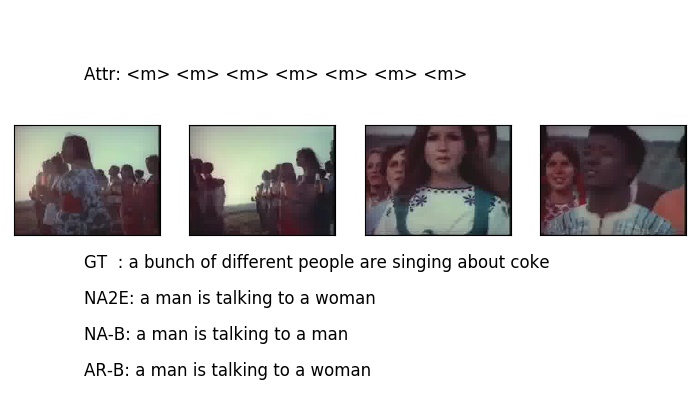 Attr: <m> <m> <m> <m> <m> <m> <m>
GT : a bunch of different people are singing about coke
NA2E: a man is talking to a woman
NA-B: a man is talking to a man
AR-B: a man is talking to a woman